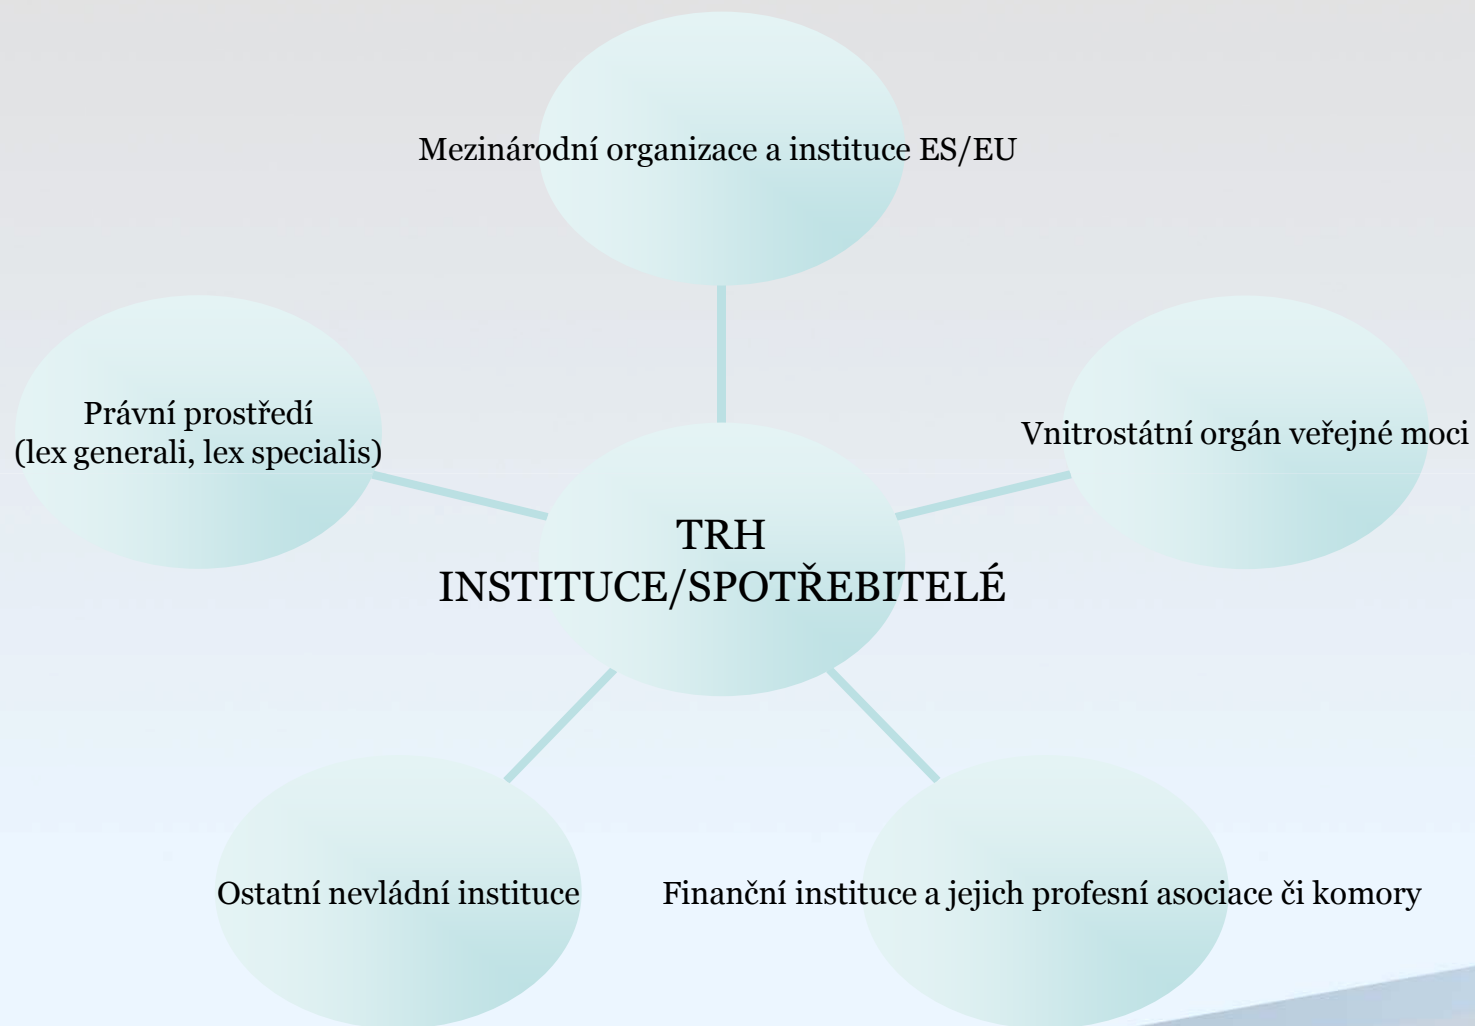 Mezinárodní organizace a instituce ES/EU
Právní prostředí
(lex generali, lex specialis)
Vnitrostátní orgán veřejné moci
TRH
INSTITUCE/SPOTŘEBITELÉ
Ostatní nevládní instituce
Finanční instituce a jejich profesní asociace či komory